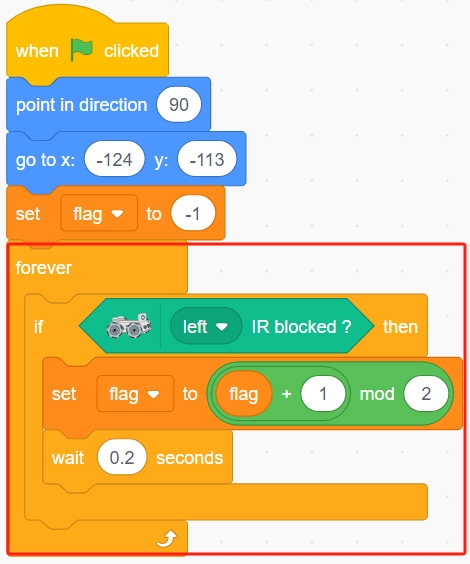 when clicked
point in direction 90
go to x: -124 y: -113
set flag to -1
forever
if left IR blocked ? then
set flag to flag + 1 mod 2
wait 0.2 seconds